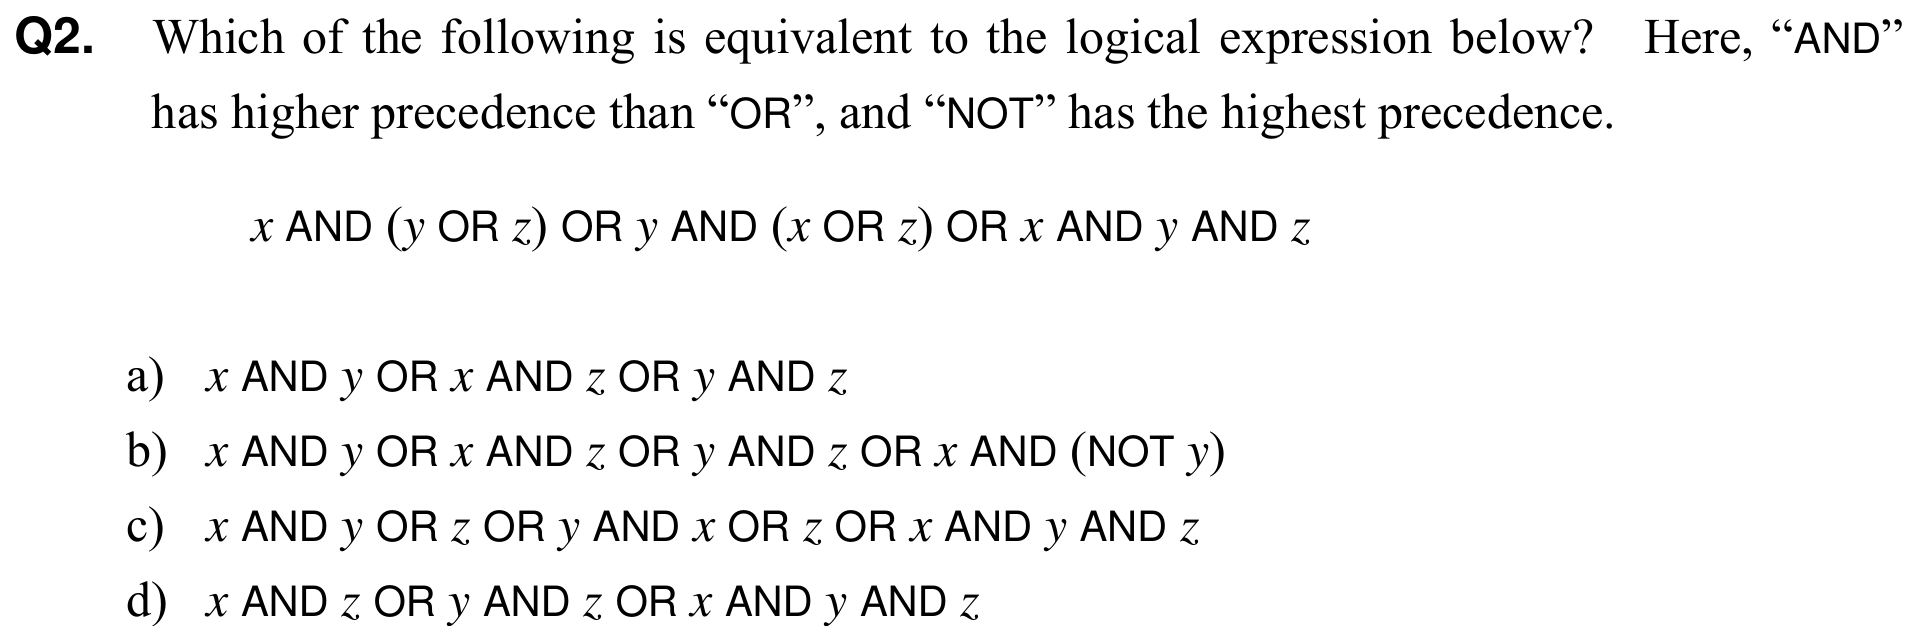 Q2. Which of the following is equivalent to the logical expression below? Here, “AND”
has higher precedence than “OR”, and “NOT” has the highest precedence.
x AND (y OR z) OR y AND (x OR z) OR x AND y AND z
a) x AND y OR x AND z OR y AND z
b) x AND y OR x AND z OR y AND z OR x AND (NOT y)
c) x AND y OR z OR y AND x OR z OR x AND y AND z
d) x AND z OR y AND z OR x AND y AND z